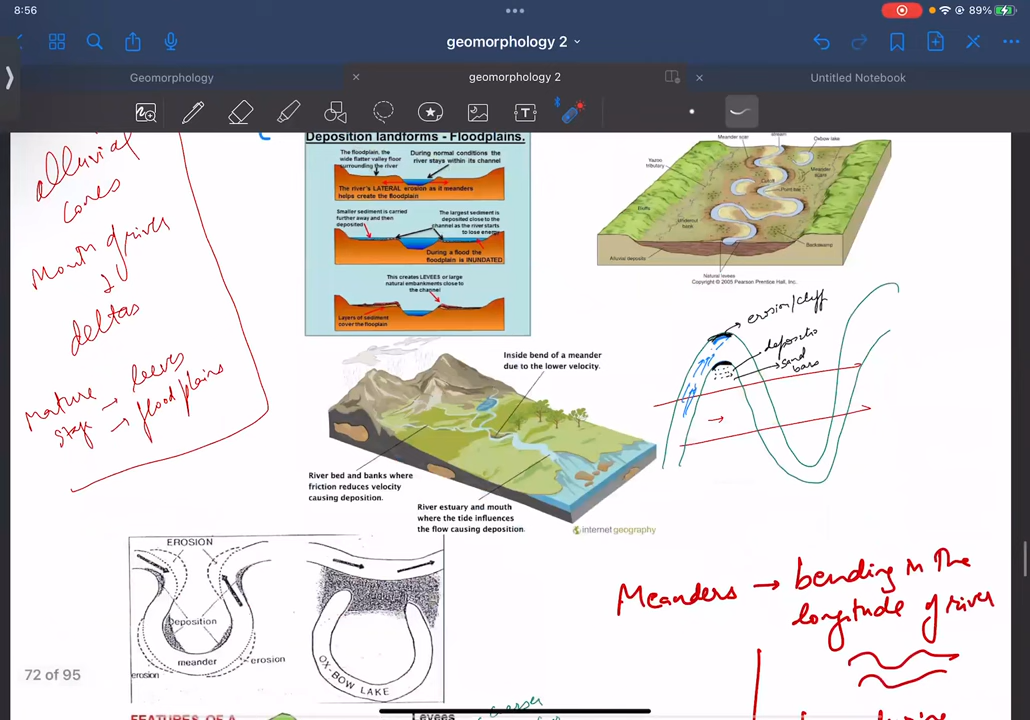 8:56
89%
geomorphology 2
Geomorphology
geomorphology 2
Untitled Notebook
alluvial
cones
Mouth of river
deltas
Mature → levees
stage → flood plains
Deposition landforms - Floodplains.
The floodplain, the
wide flatter valley floor
surrounding the river
During normal conditions the
river stays within its channel
The river's LATERAL erosion as it meanders
helps create the floodplain
Smaller sediment is carried
further away and then
deposited
The largest sediment is
deposited close to the
channel as the river starts
to lose energy
During a flood the
floodplain is INUNDATED
This creates LEVEES or large
natural embankments close to
the channel
Layers of sediment
cover the floodplain
Meander scar
stream
Oxbow lake
Yazoo
tributary
Meander
scars
Cutoff
Point bar
Bluffs
Backswamp
Alluvial deposits
Natural levees
Copyright © 2005 Pearson Prentice Hall, Inc.
erosion/cliff
depositio
sand
bars
Inside bend of a meander
due to the lower velocity.
River bed and banks where
friction reduces velocity
causing deposition.
River estuary and mouth
where the tide influences
the flow causing deposition.
internet geography
EROSION
Deposition
meander
erosion
erosion
OX-BOW LAKE
Meanders → bending in the
longitude of river
72 of 95
FEATURES OF A
Levees